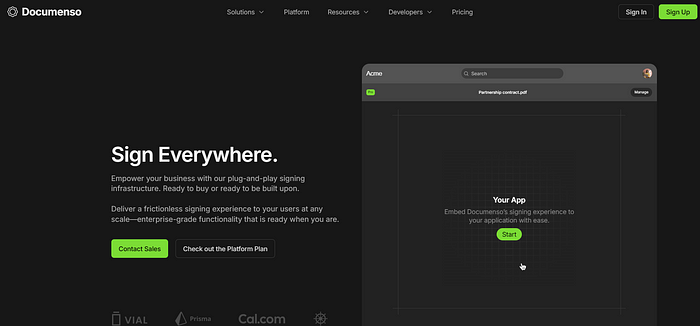 Documenso
Solutions
Platform
Resources
Developers
Pricing
Sign In
Sign Up
Acme
Search
Partnership contract.pdf
Manage
Sign Everywhere.
Empower your business with our plug-and-play signing
infrastructure. Ready to buy or ready to be built upon.
Deliver a frictionless signing experience to your users at any
scale—enterprise-grade functionality that is ready when you are.
Contact Sales
Check out the Platform Plan
Your App
Embed Documenso's signing experience to
your application with ease.
Start
VIAL
Prisma
Cal.com